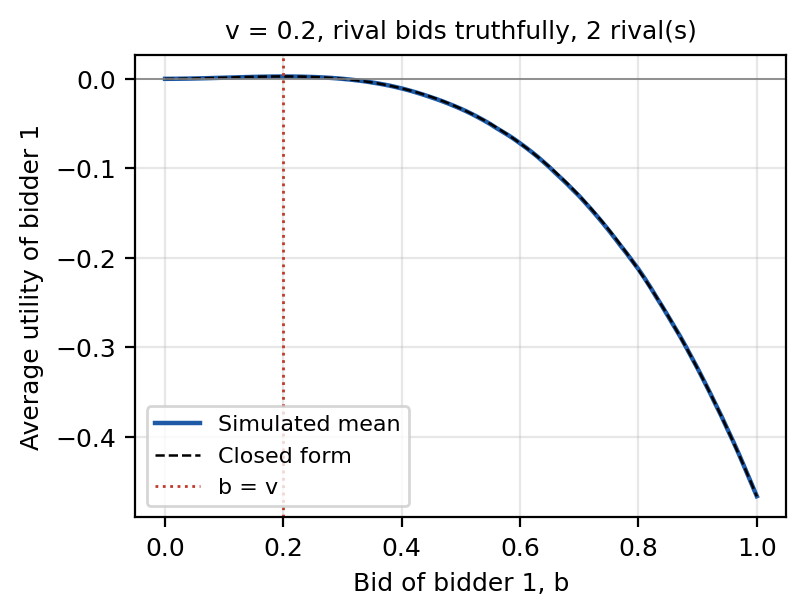 v = 0.2, rival bids truthfully, 2 rival(s)
Average utility of bidder 1
0.0
−0.1
−0.2
−0.3
−0.4
Simulated mean
Closed form
b = v
0.0 0.2 0.4 0.6 0.8 1.0
Bid of bidder 1, b